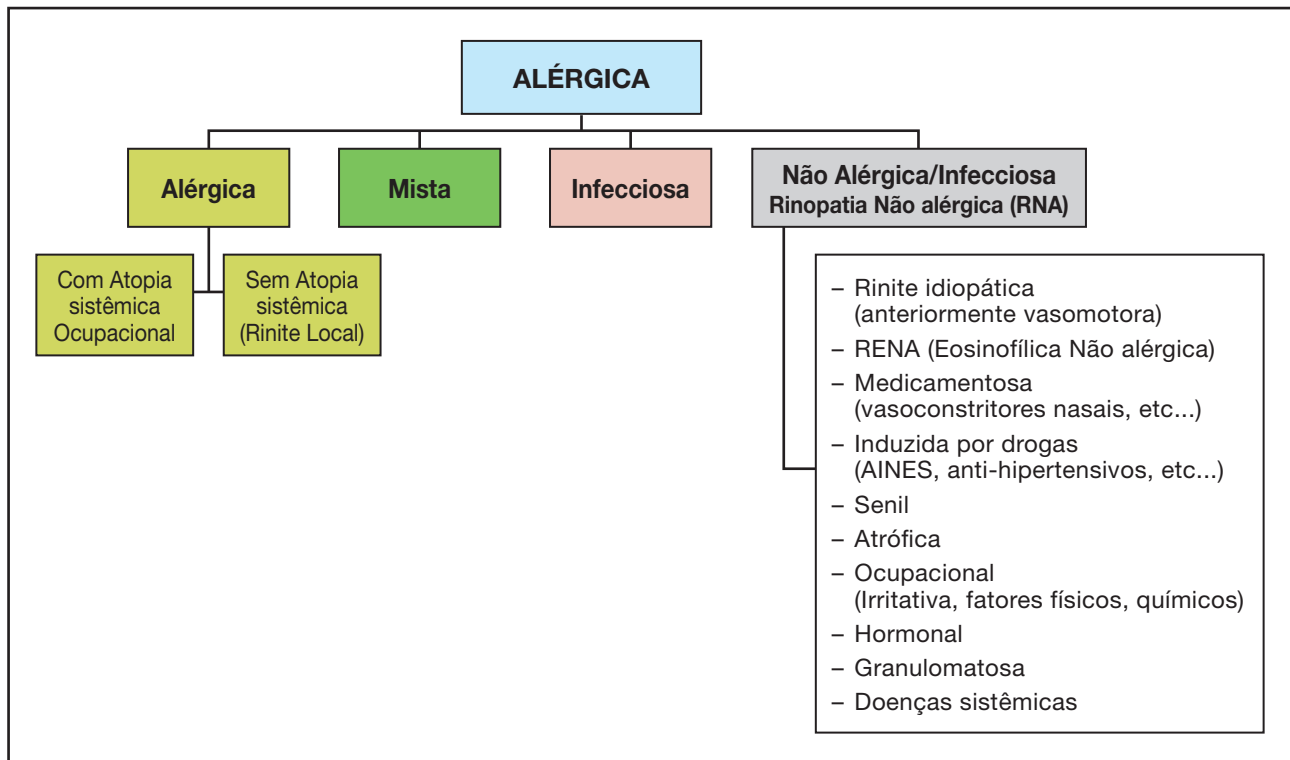 ALÉRGICA
Alérgica
Mista
Infecciosa
Não Alérgica/Infecciosa
Rinopatia Não alérgica (RNA)
Com Atopia
sistêmica
Ocupacional
Sem Atopia
sistêmica
(Rinite Local)
– Rinite idiopática
(anteriormente vasomotora)
– RENA (Eosinofílica Não alérgica)
– Medicamentosa
(vasoconstritores nasais, etc...)
– Induzida por drogas
(AINES, anti-hipertensivos, etc...)
– Senil
– Atrófica
– Ocupacional
(Irritativa, fatores físicos, químicos)
– Hormonal
– Granulomatosa
– Doenças sistêmicas